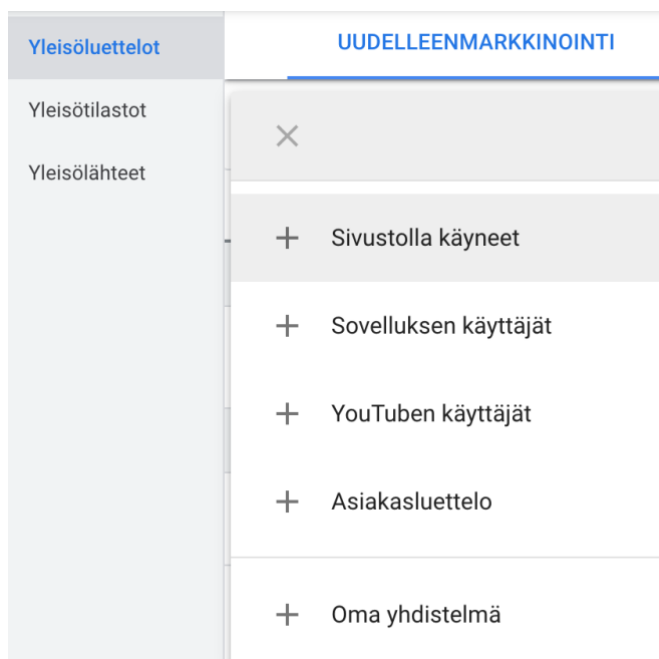 Yleisöluettelot
Yleisötilastot
Yleisölähteet
UUDELLEENMARKKINOINTI
Sivustolla käyneet
Sovelluksen käyttäjät
YouTuben käyttäjät
Asiakasluettelo
Oma yhdistelmä